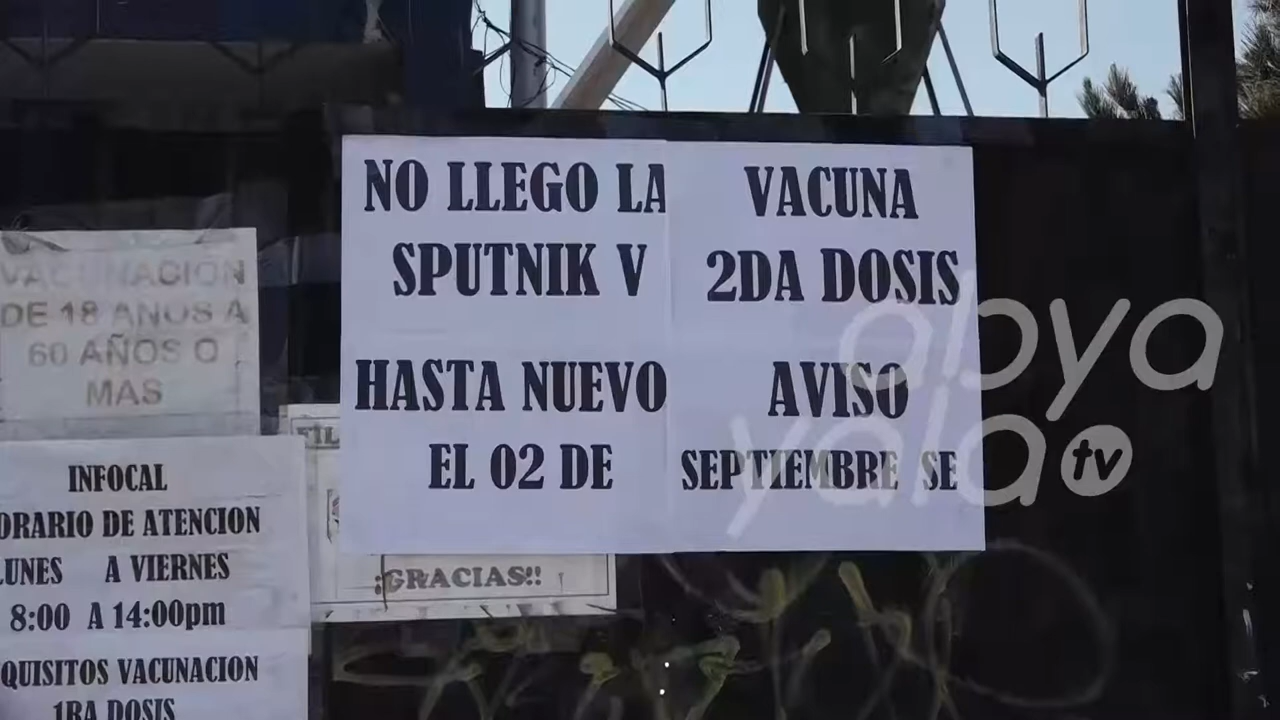 NO LLEGO LA VACUNA
SPUTNIK V 2DA DOSIS
HASTA NUEVO AVISO
EL 02 DE SEPTIEMBRE SE
VACUNACIÓN
DE 18 AÑOS A
60 AÑOS O
MAS
FIL
¡GRACIAS!!
INFOCAL
ORARIO DE ATENCION
LUNES A VIERNES
8:00 A 14:00pm
QUISITOS VACUNACION
1RA DOSIS
abya
yala tv